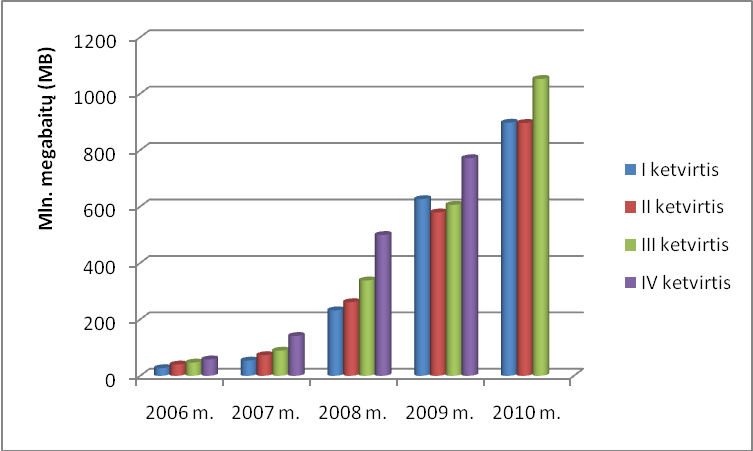 Mln. megabaitų (MB)
1200
1000
800
600
400
200
0
2006 m. 2007 m. 2008 m. 2009 m. 2010 m.
I ketvirtis
II ketvirtis
III ketvirtis
IV ketvirtis